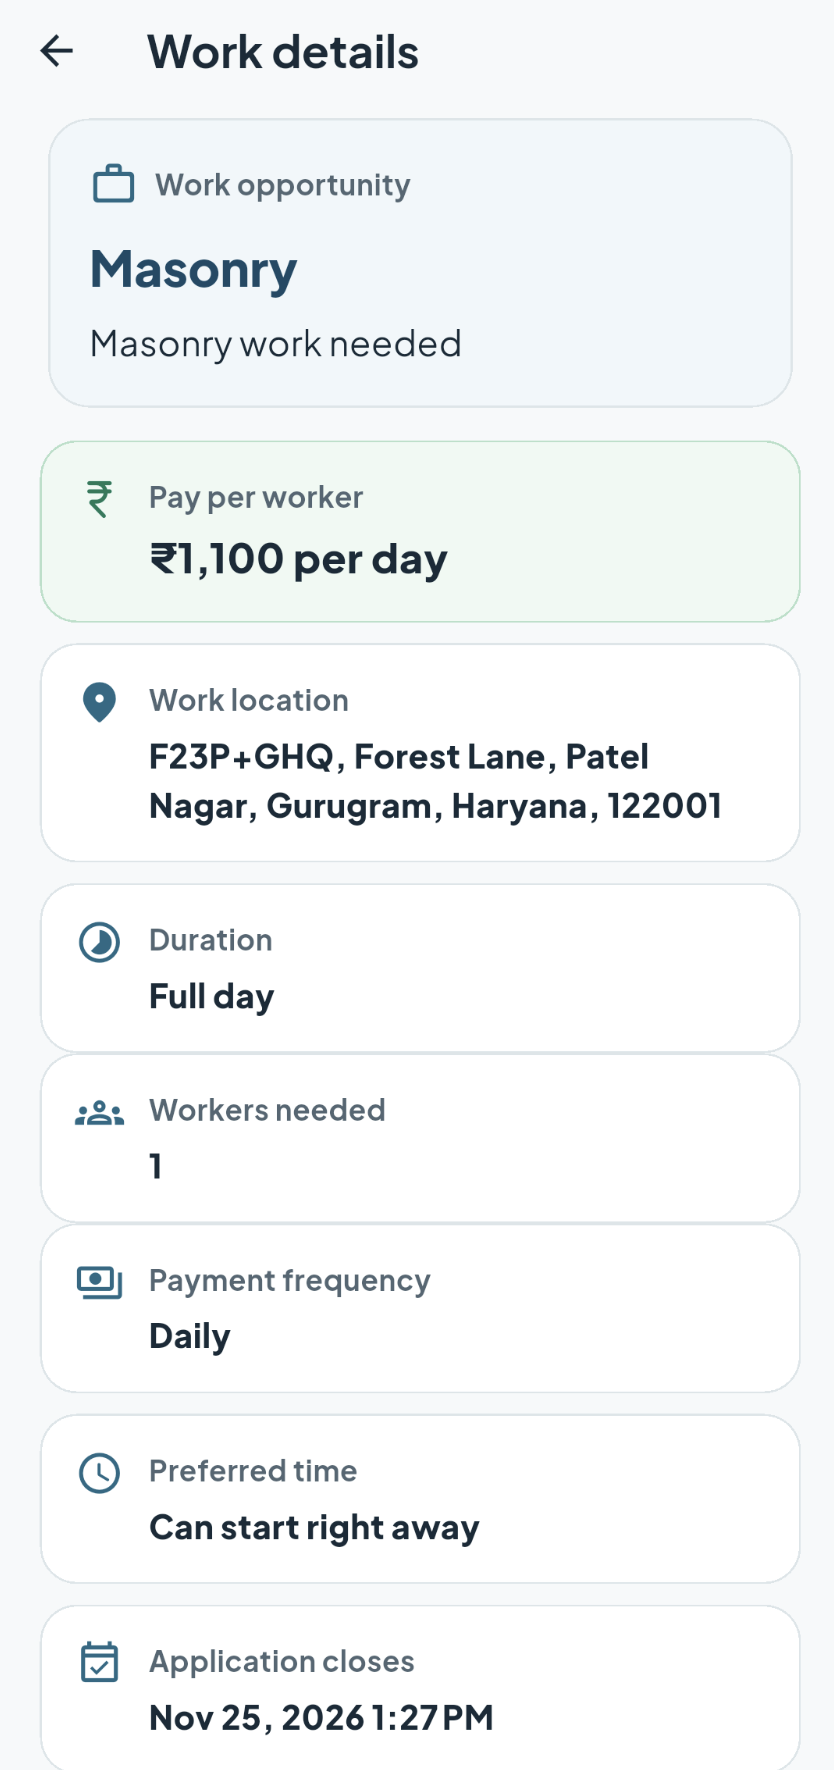 Work details
Work opportunity
Masonry
Masonry work needed
Pay per worker
₹1,100 per day
Work location
F23P+GHQ, Forest Lane, Patel
Nagar, Gurugram, Haryana, 122001
Duration
Full day
Workers needed
1
Payment frequency
Daily
Preferred time
Can start right away
Application closes
Nov 25, 2026 1:27 PM